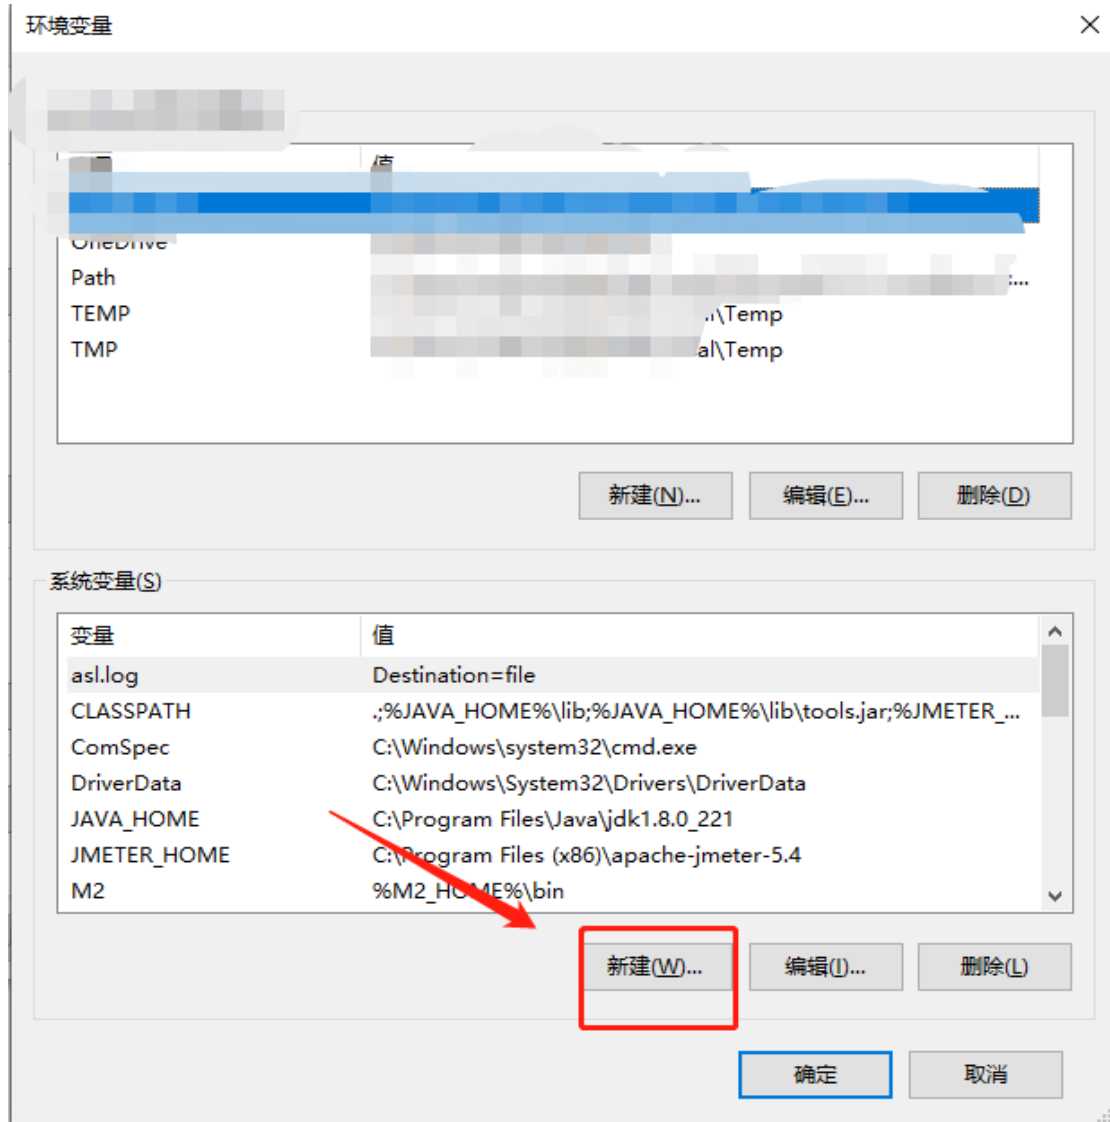 环境变量
值
OneDrive
Path ...
TEMP \Temp
TMP al\Temp
新建(N)... 编辑(E)... 删除(D)
系统变量(S)
变量 值
asl.log Destination=file
CLASSPATH .;%JAVA_HOME%\lib;%JAVA_HOME%\lib\tools.jar;%JMETER_...
ComSpec C:\Windows\system32\cmd.exe
DriverData C:\Windows\System32\Drivers\DriverData
JAVA_HOME C:\Program Files\Java\jdk1.8.0_221
JMETER_HOME C:\Program Files (x86)\apache-jmeter-5.4
M2 %M2_HOME%\bin
新建(W)... 编辑(I)... 删除(L)
确定 取消